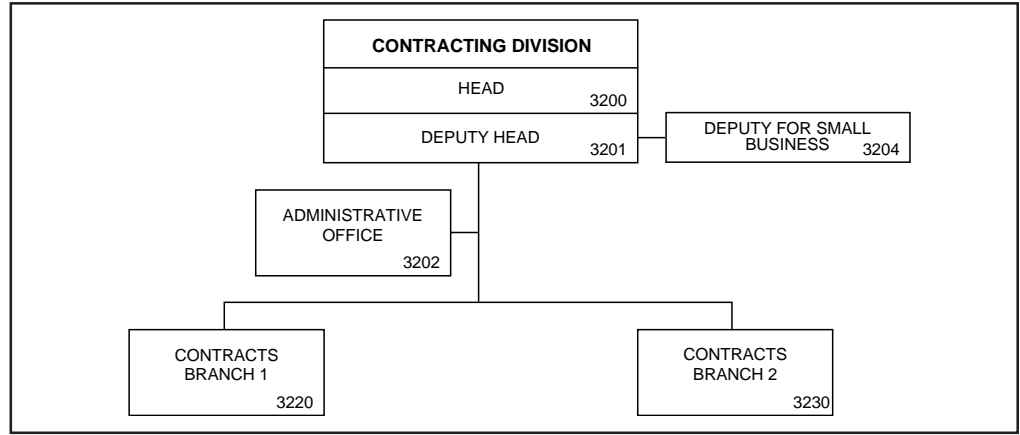 CONTRACTING DIVISION
HEAD
3200
DEPUTY HEAD
3201
DEPUTY FOR SMALL
BUSINESS 3204
ADMINISTRATIVE
OFFICE
3202
CONTRACTS
BRANCH 1
3220
CONTRACTS
BRANCH 2
3230